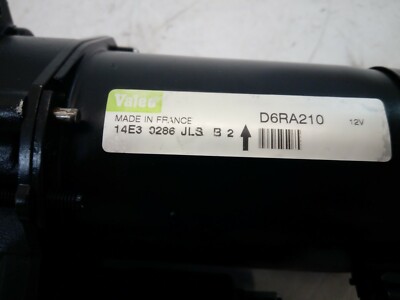 Valeo
D6RA210
MADE IN FRANCE
12V
14E3 0286 JLS B 2